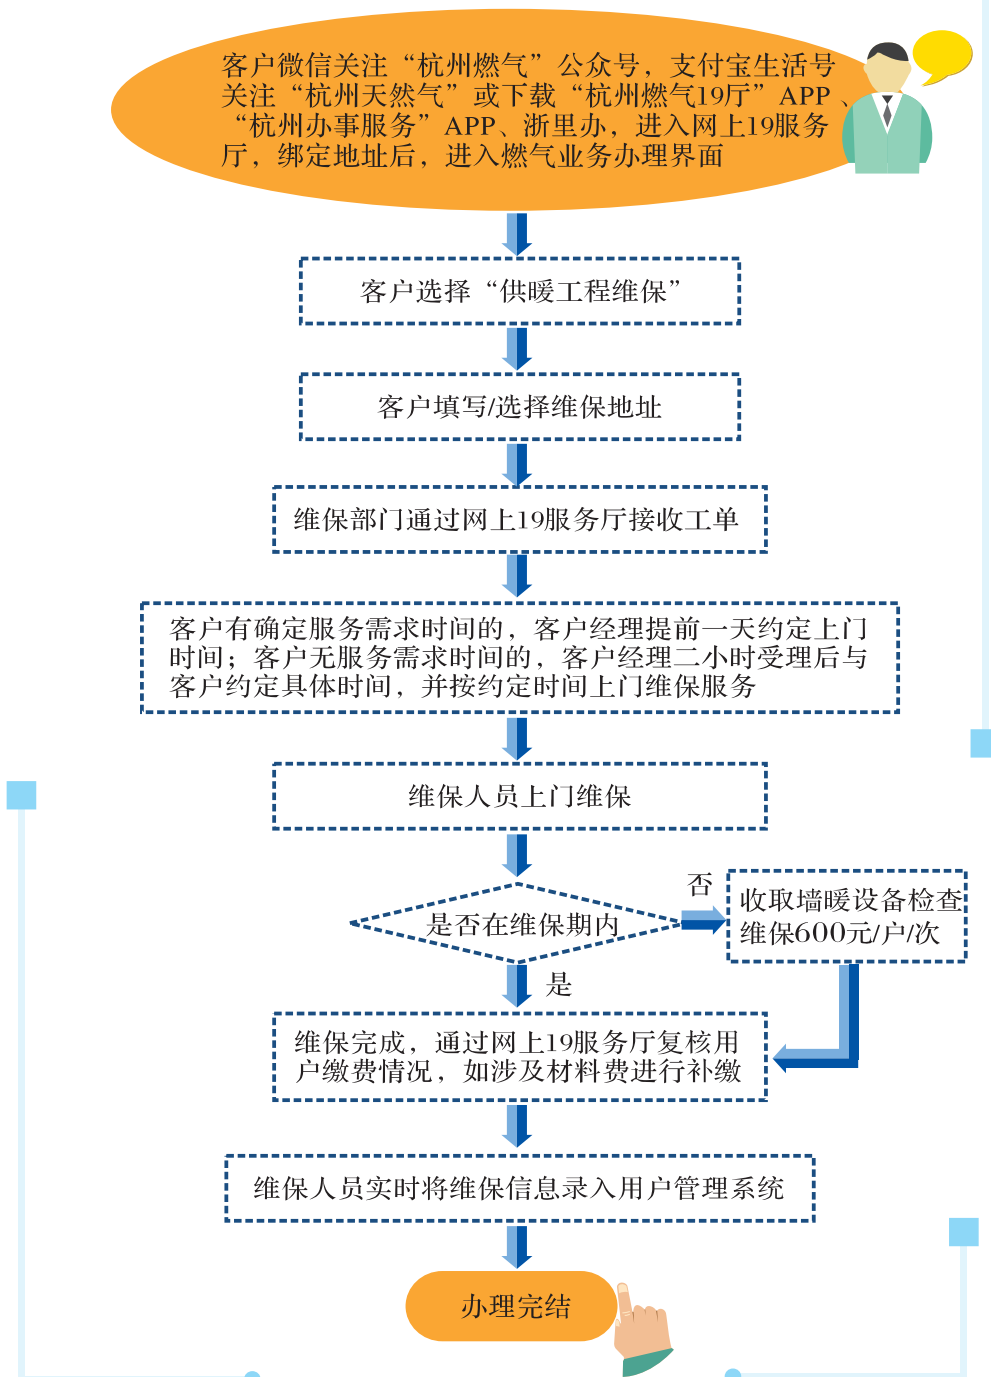 客户微信关注“杭州燃气”公众号，支付宝生活号
关注“杭州天然气”或下载“杭州燃气19厅”APP、
“杭州办事服务”APP、浙里办，进入网上19服务
厅，绑定地址后，进入燃气业务办理界面
客户选择“供暖工程维保”
客户填写/选择维保地址
维保部门通过网上19服务厅接收工单
客户有确定服务需求时间的，客户经理提前一天约定上门
时间；客户无服务需求时间的，客户经理二小时受理后与
客户约定具体时间，并按约定时间上门维保服务
维保人员上门维保
是否在维保期内
否
收取墙暖设备检查
维保600元/户/次
是
维保完成，通过网上19服务厅复核用
户缴费情况，如涉及材料费进行补缴
维保人员实时将维保信息录入用户管理系统
办理完结